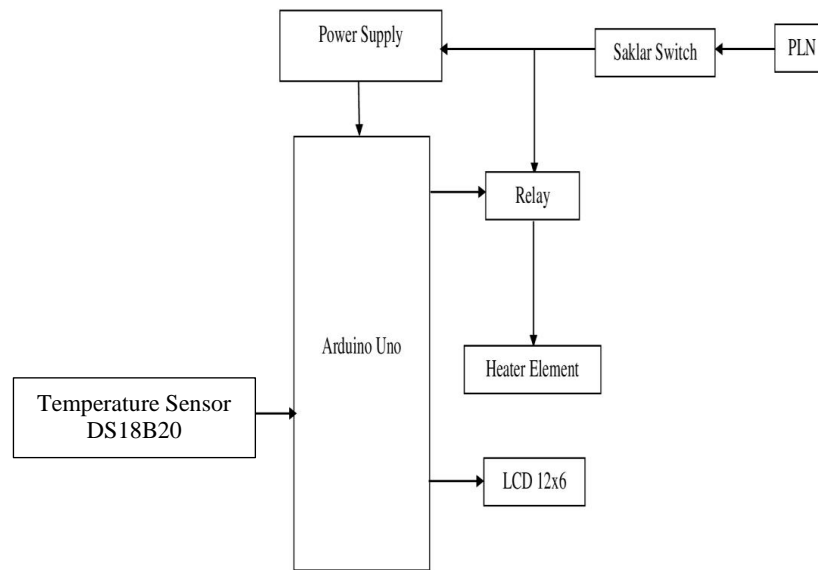 Power Supply
Saklar Switch
PLN
Relay
Arduino Uno
Heater Element
Temperature Sensor
DS18B20
LCD 12x6